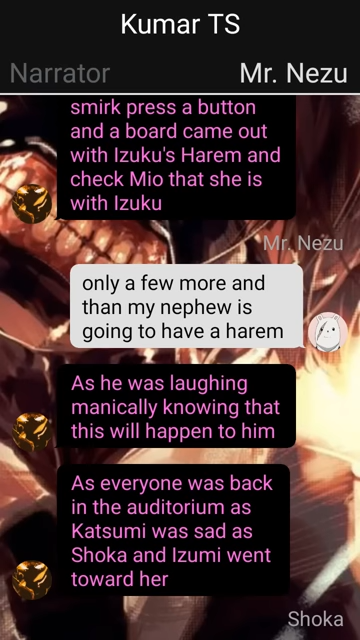 Kumar TS
Narrator
Mr. Nezu
smirk press a button
and a board came out
with Izuku's Harem and
check Mio that she is
with Izuku
Mr. Nezu
only a few more and
than my nephew is
going to have a harem
As he was laughing
manically knowing that
this will happen to him
As everyone was back
in the auditorium as
Katsumi was sad as
Shoka and Izumi went
toward her
Shoka